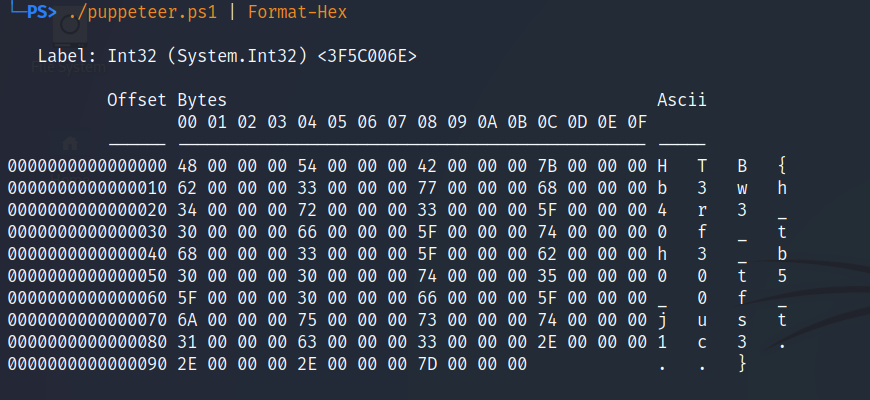 └─PS> ./puppeteer.ps1 | Format-Hex
Label: Int32 (System.Int32) <3F5C006E>
Offset Bytes Ascii
00 01 02 03 04 05 06 07 08 09 0A 0B 0C 0D 0E 0F
0000000000000000 48 00 00 00 54 00 00 00 42 00 00 00 7B 00 00 00 H   T   B   {
0000000000000010 62 00 00 00 33 00 00 00 77 00 00 00 68 00 00 00 b   3   w   h
0000000000000020 34 00 00 00 72 00 00 00 33 00 00 00 5F 00 00 00 4   r   3   _
0000000000000030 30 00 00 00 66 00 00 00 5F 00 00 00 74 00 00 00 0   f   _   t
0000000000000040 68 00 00 00 33 00 00 00 5F 00 00 00 62 00 00 00 h   3   _   b
0000000000000050 30 00 00 00 30 00 00 00 74 00 00 00 35 00 00 00 0   0   t   5
0000000000000060 5F 00 00 00 30 00 00 00 66 00 00 00 5F 00 00 00 _   0   f   _
0000000000000070 6A 00 00 00 75 00 00 00 73 00 00 00 74 00 00 00 j   u   s   t
0000000000000080 31 00 00 00 63 00 00 00 33 00 00 00 2E 00 00 00 1   c   3   .
0000000000000090 2E 00 00 00 2E 00 00 00 7D 00 00 00 .   .   }